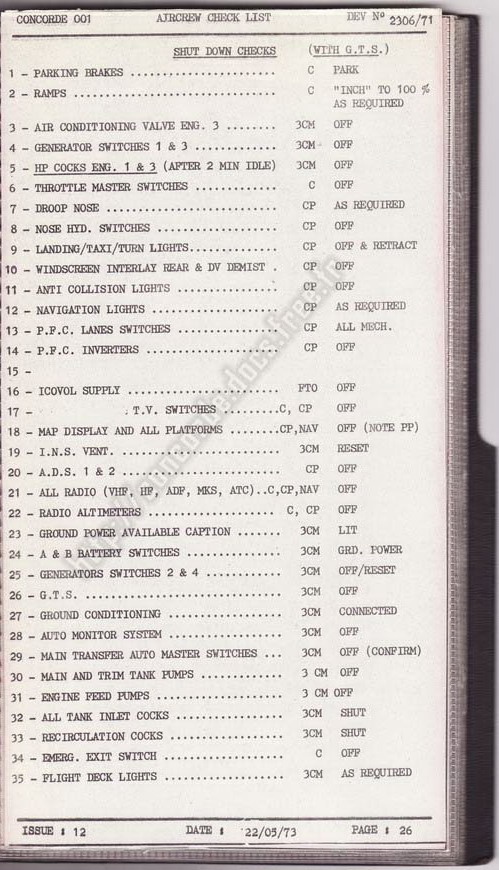 CONCORDE 001 AIRCREW CHECK LIST DEV Nº 2306/71
SHUT DOWN CHECKS (WITH G.T.S.)
1 - PARKING BRAKES ....................... C PARK
2 - RAMPS ................................ C "INCH" TO 100 %
AS REQUIRED
3 - AIR CONDITIONING VALVE ENG. 3 ........ 3CM OFF
4 - GENERATOR SWITCHES 1 & 3 ............. 3CM OFF
5 - HP COCKS ENG. 1 & 3 (AFTER 2 MIN IDLE) 3CM OFF
6 - THROTTLE MASTER SWITCHES .............. C OFF
7 - DROOP NOSE ........................... CP AS REQUIRED
8 - NOSE HYD. SWITCHES ................... CP OFF
9 - LANDING/TAXI/TURN LIGHTS.............. CP OFF & RETRACT
10 - WINDSCREEN INTERLAY REAR & DV DEMIST . CP OFF
11 - ANTI COLLISION LIGHTS ............... CP OFF
12 - NAVIGATION LIGHTS ................... CP AS REQUIRED
13 - P.F.C. LANES SWITCHES ............... CP ALL MECH.
14 - P.F.C. INVERTERS .................... CP OFF
15 -
16 - ICOVOL SUPPLY ....................... FTO OFF
17 - T.V. SWITCHES ........C, CP OFF
18 - MAP DISPLAY AND ALL PLATFORMS ........CP,NAV OFF (NOTE PP)
19 - I.N.S. VENT. ........................ 3CM RESET
20 - A.D.S. 1 & 2 ........................ CP OFF
21 - ALL RADIO (VHF, HF, ADF, MKS, ATC)..C,CP,NAV OFF
22 - RADIO ALTIMETERS ..................... C, CP OFF
23 - GROUND POWER AVAILABLE CAPTION ....... 3CM LIT
24 - A & B BATTERY SWITCHES ............... 3CM GRD. POWER
25 - GENERATORS SWITCHES 2 & 4 ............ 3CM OFF/RESET
26 - G.T.S. ............................... 3CM OFF
27 - GROUND CONDITIONING .................. 3CM CONNECTED
28 - AUTO MONITOR SYSTEM .................. 3CM OFF
29 - MAIN TRANSFER AUTO MASTER SWITCHES ... 3CM OFF (CONFIRM)
30 - MAIN AND TRIM TANK PUMPS ............. 3 CM OFF
31 - ENGINE FEED PUMPS .................... 3 CM OFF
32 - ALL TANK INLET COCKS ................. 3CM SHUT
33 - RECIRCULATION COCKS .................. 3CM SHUT
34 - EMERG. EXIT SWITCH ................... C OFF
35 - FLIGHT DECK LIGHTS ................... 3CM AS REQUIRED
ISSUE : 12 DATE : 22/05/73 PAGE : 26